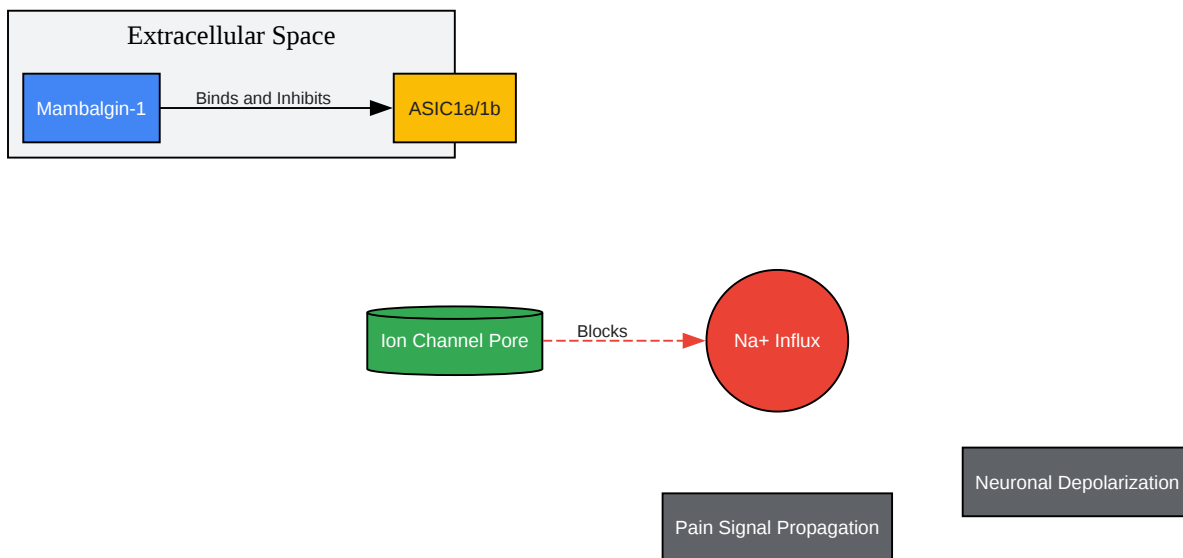 Extracellular Space
Mambalgin-1
Binds and Inhibits
ASIC1a/1b
Ion Channel Pore
Blocks
Na+ Influx
Neuronal Depolarization
Pain Signal Propagation